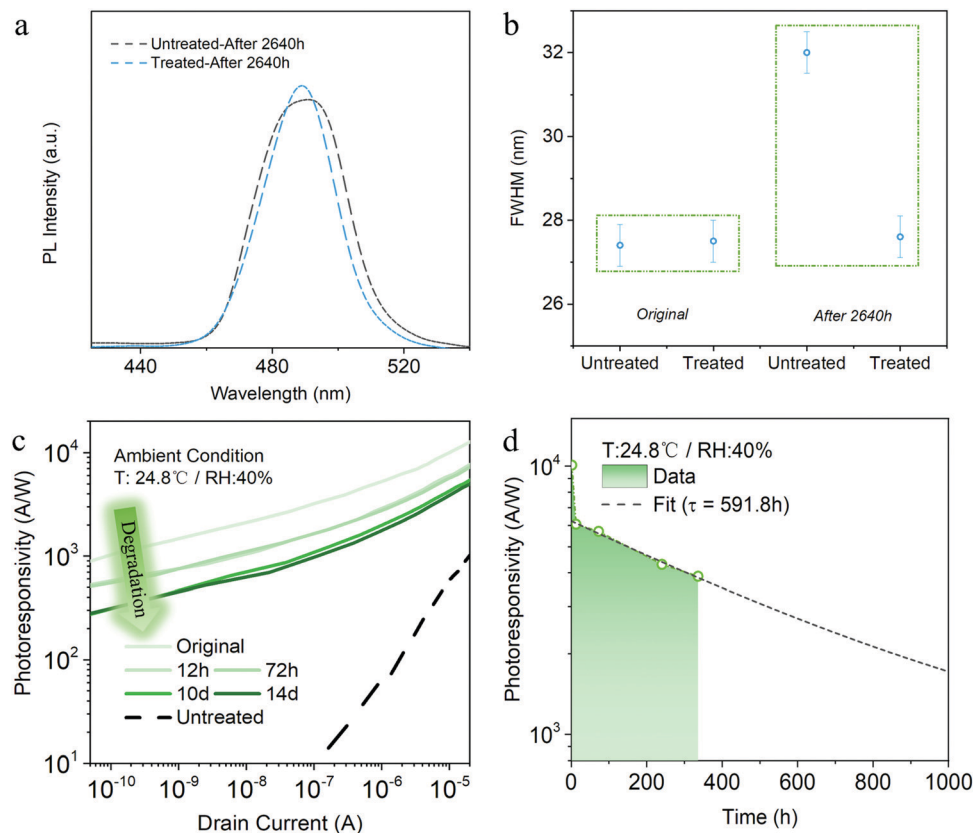 a
Untreated-After 2640h
Treated-After 2640h
PL Intensity (a.u.)
440 480 520
Wavelength (nm)
b
32
30
28
26
FWHM (nm)
Original
After 2640h
Untreated Treated Untreated Treated
c
Ambient Condition
T: 24.8℃ / RH:40%
Degradation
Original
12h 72h
10d 14d
Untreated
10⁴
10³
10²
10¹
Photoresponsivity (A/W)
10⁻¹⁰ 10⁻⁹ 10⁻⁸ 10⁻⁷ 10⁻⁶ 10⁻⁵
Drain Current (A)
d
T:24.8℃ / RH:40%
Data
Fit (τ = 591.8h)
10⁴
10³
Photoresponsivity (A/W)
0 200 400 600 800 1000
Time (h)